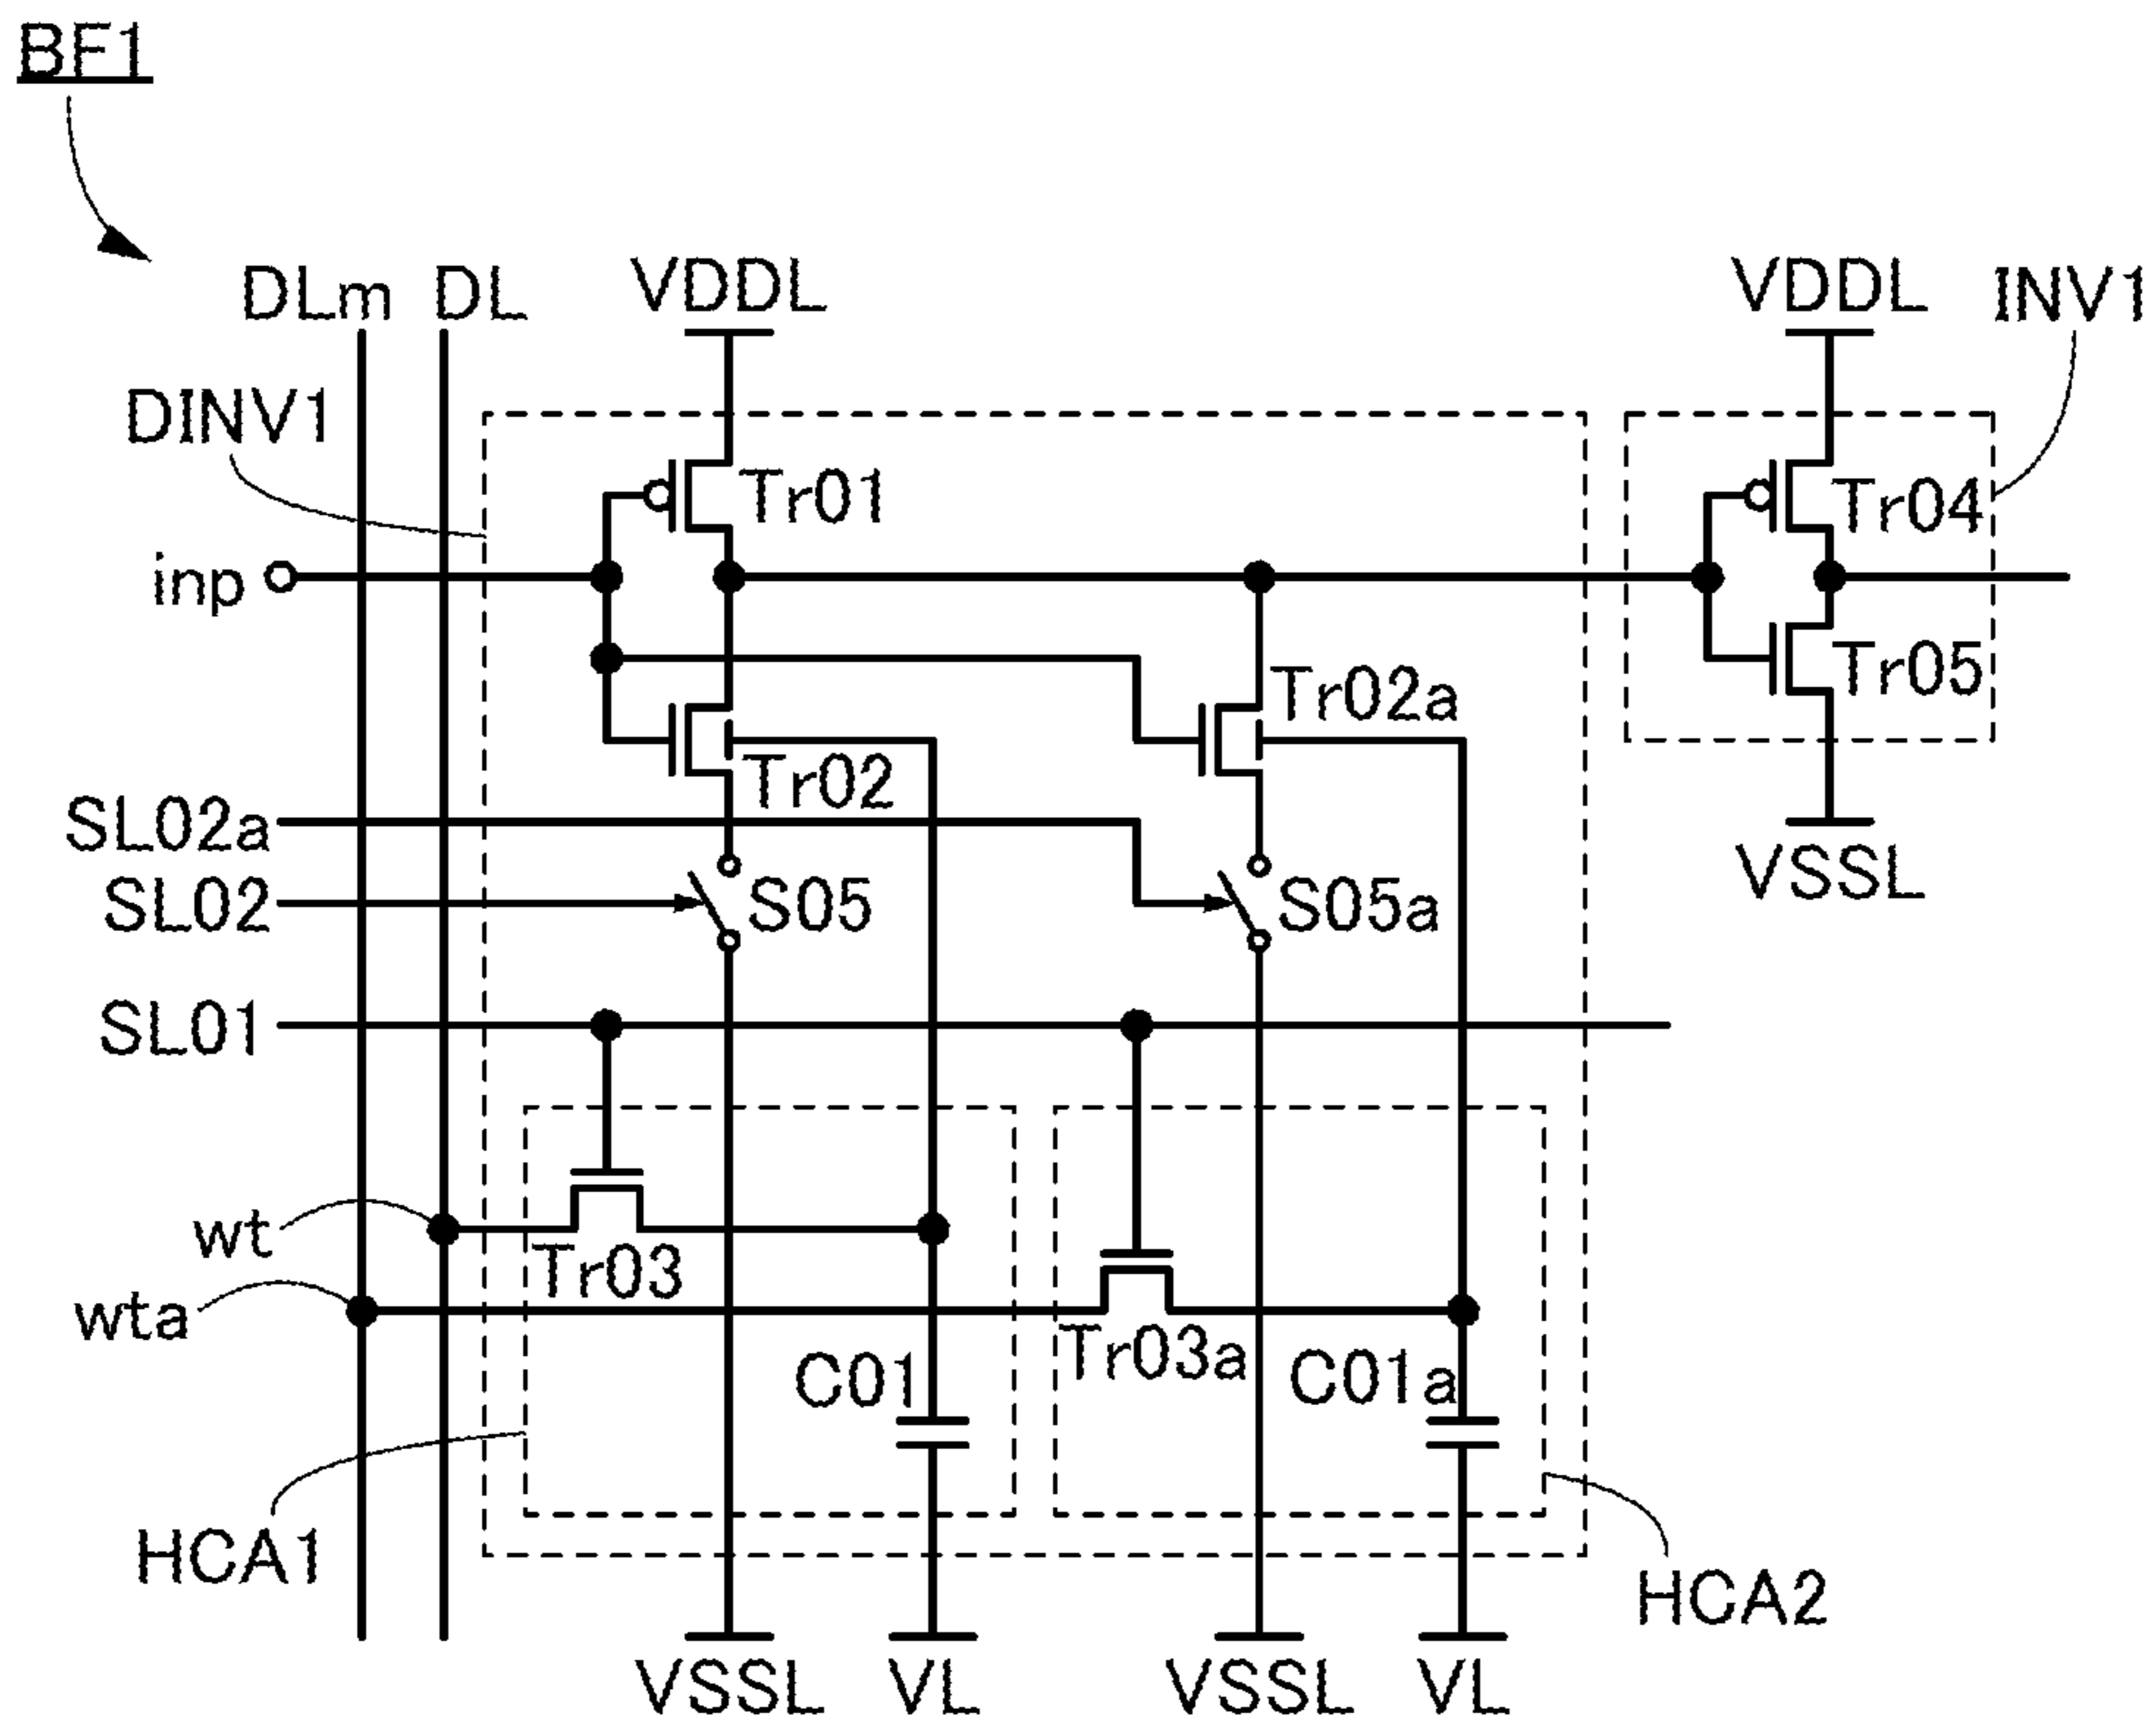 BF1
DLm DL VDDL VDDL INV1
DINV1
Tr01 Tr04
inp
Tr02a Tr05
Tr02
SL02a
SL02 S05 S05a VSSL
SL01
wt Tr03
wta Tr03a
C01 C01a
HCA1 HCA2
VSSL VL VSSL VL